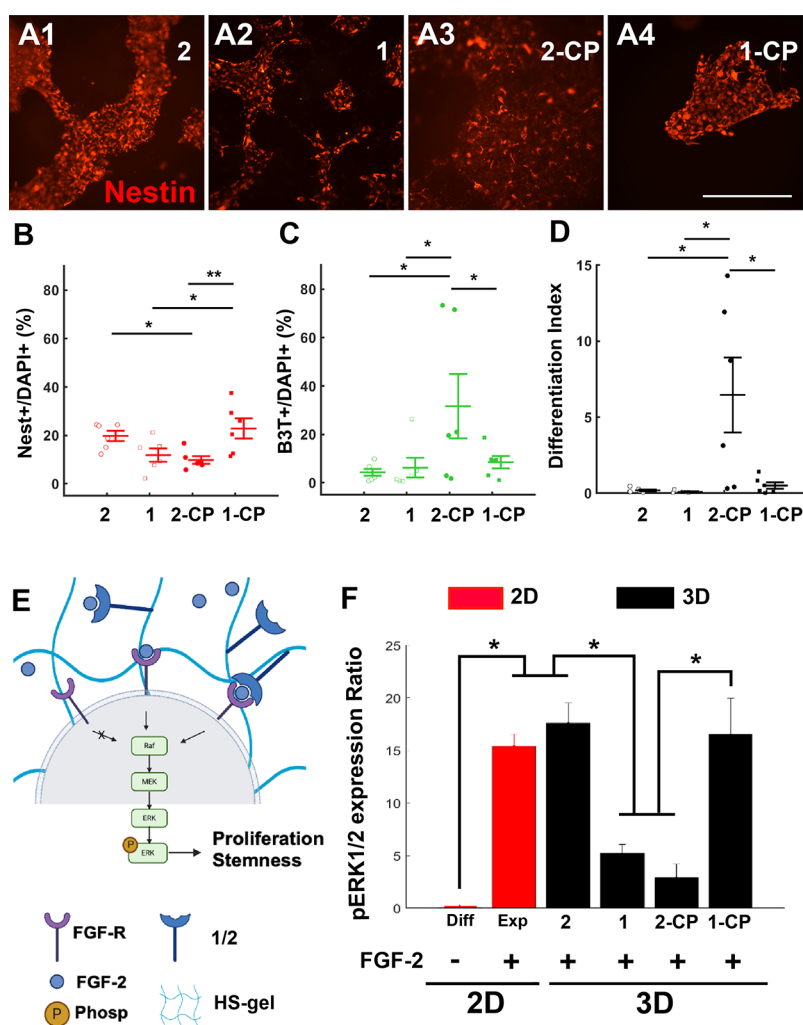 A1
2
Nestin
A2
1
A3
2-CP
A4
1-CP
B
Nest+/DAPI+ (%)
80
60
40
20
0
*
*
**
2
1
2-CP
1-CP
C
B3T+/DAPI+ (%)
80
60
40
20
0
*
*
*
2
1
2-CP
1-CP
D
Differentiation Index
15
10
5
0
*
*
*
2
1
2-CP
1-CP
E
x
Raf
MEK
ERK
P
ERK
Proliferation
Stemness
FGF-R
1/2
FGF-2
HS-gel
P
Phosp
F
2D
3D
pERK1/2 expression Ratio
25
20
15
10
5
0
*
*
*
Diff
Exp
2
1
2-CP
1-CP
FGF-2
-
+
+
+
+
+
2D
3D